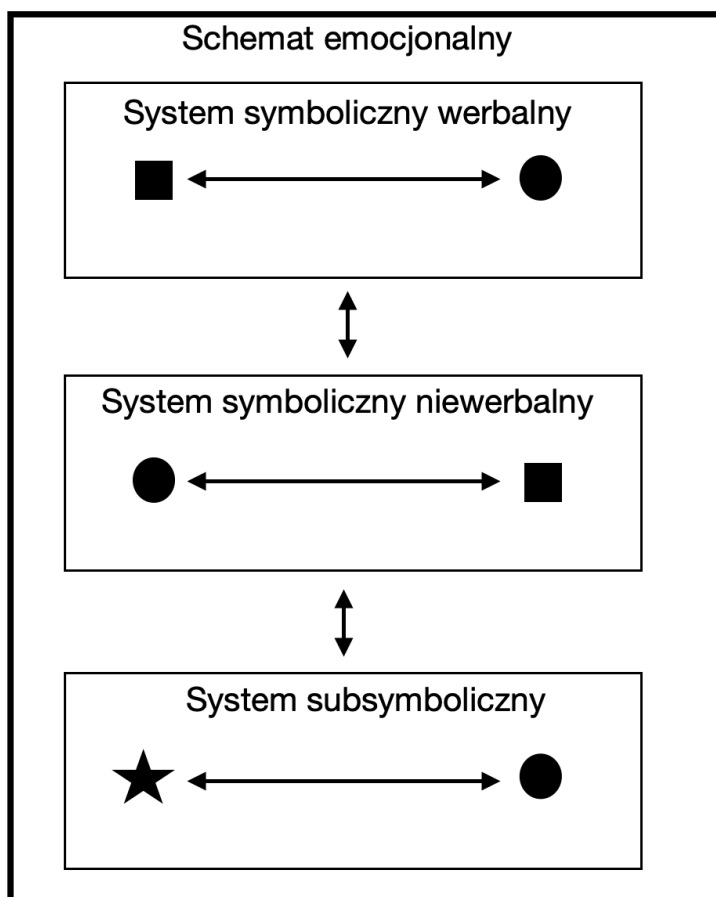 Schemat emocjonalny
System symboliczny werbalny
System symboliczny niewerbalny
System subsymboliczny